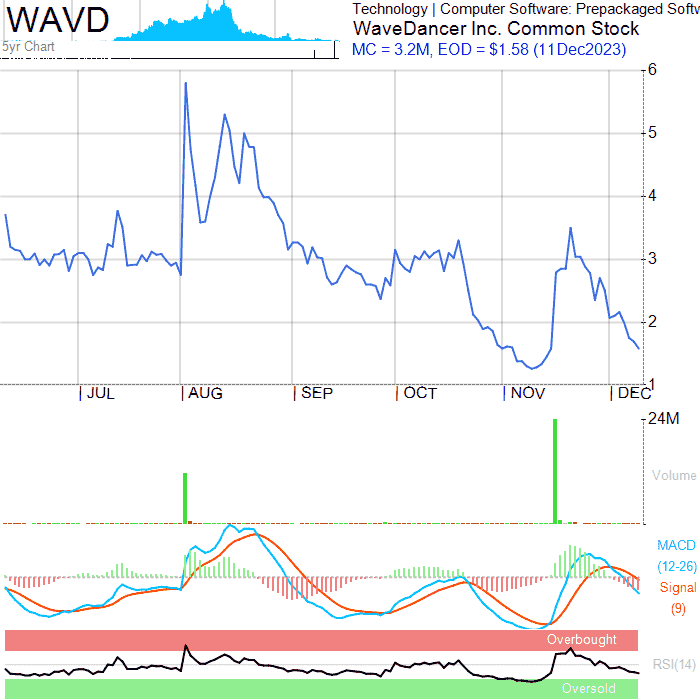 WAVD
Technology | Computer Software: Prepackaged Softw
WaveDancer Inc. Common Stock
5yr Chart
MC = 3.2M, EOD = $1.58 (11Dec2023)
6
5
4
3
2
1
JUL
AUG
SEP
OCT
NOV
DEC
24M
Volume
MACD
(12-26)
Signal
(9)
Overbought
RSI(14)
Oversold